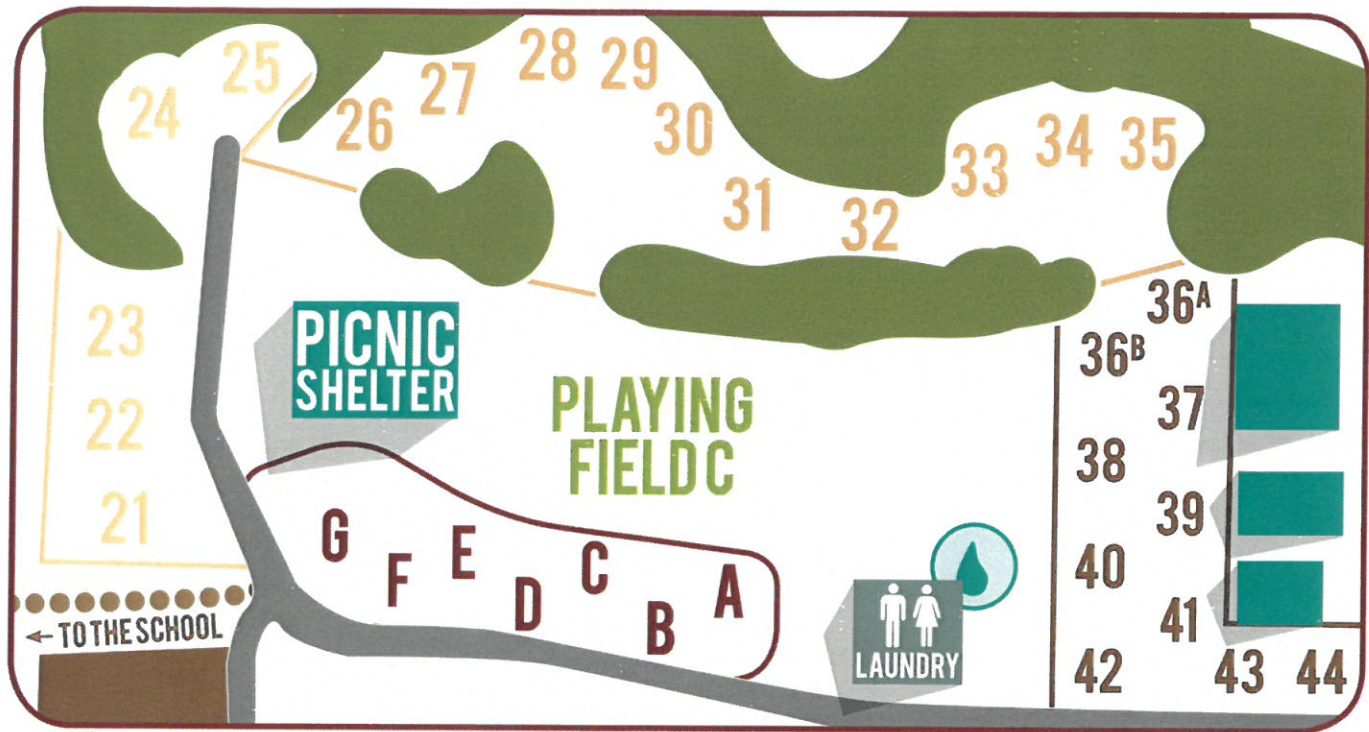 25
24
26
27
28
29
30
31
32
33
34
35
23
22
21
PICNIC
SHELTER
PLAYING
FIELD C
36A
36B
37
38
39
40
41
42
43
44
G
F
E
D
C
B
A
LAUNDRY
← TO THE SCHOOL